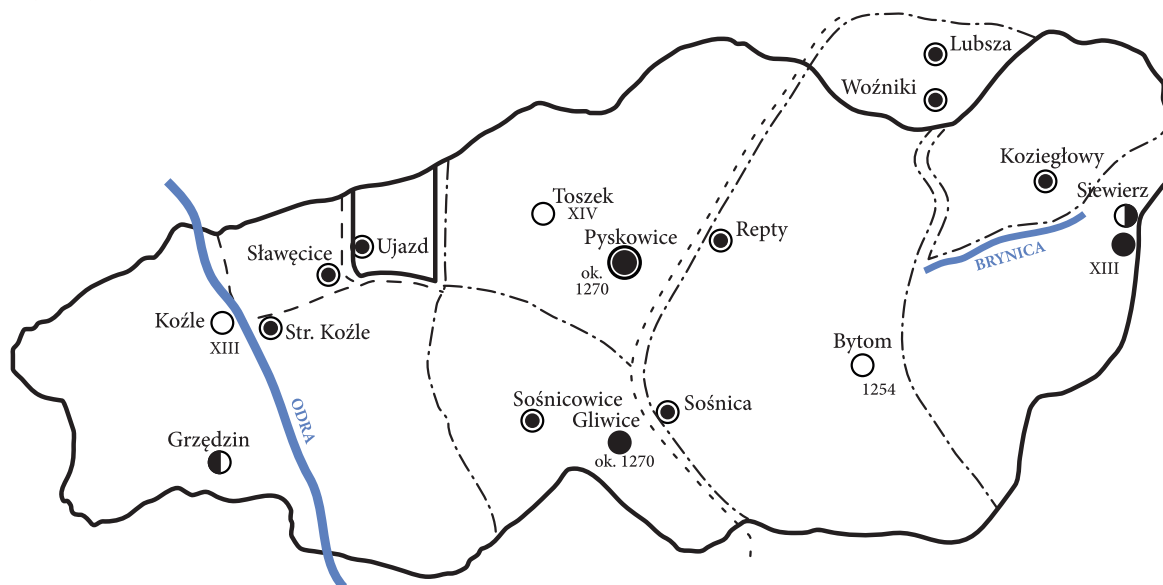 Lubsza
Woźniki
Koziegłowy
Siewierz
XIII
BRYNICA
Toszek
XIV
Pyskowice
ok.
1270
Repty
Ujazd
Sławęcice
Koźle
XIII
Str. Koźle
ODRA
Grzędzin
Bytom
1254
Sośnicowice
Gliwice
ok. 1270
Sośnica